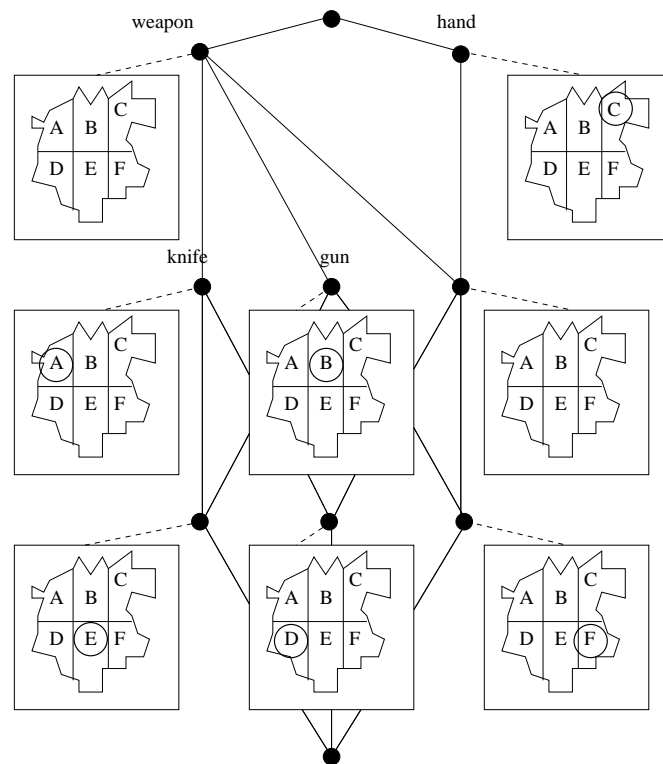 weapon hand
C C
A B A B
D E F D E F
knife gun
C C C
A B A B A B
D E F D E F D E F
C C C
A B A B A B
D E F D E F D E F